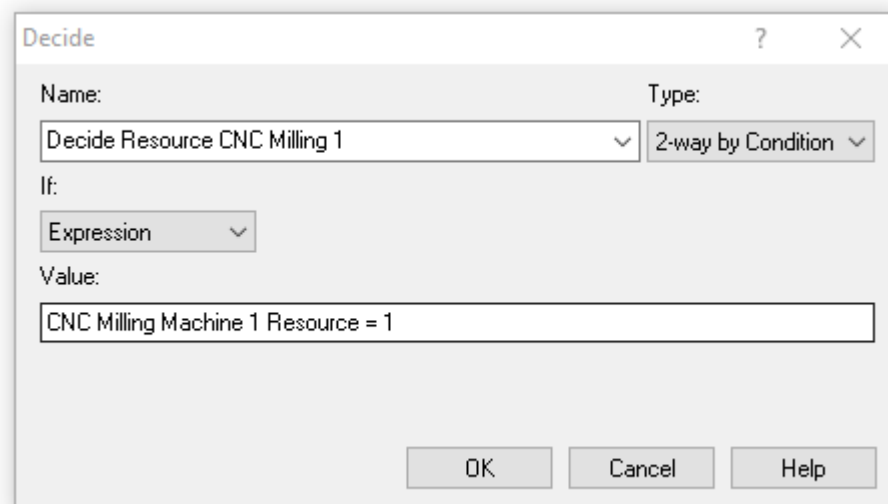 Decide ?
Name: Type:
Decide Resource CNC Milling 1 2-way by Condition
If:
Expression
Value:
CNC Milling Machine 1 Resource = 1
OK Cancel Help